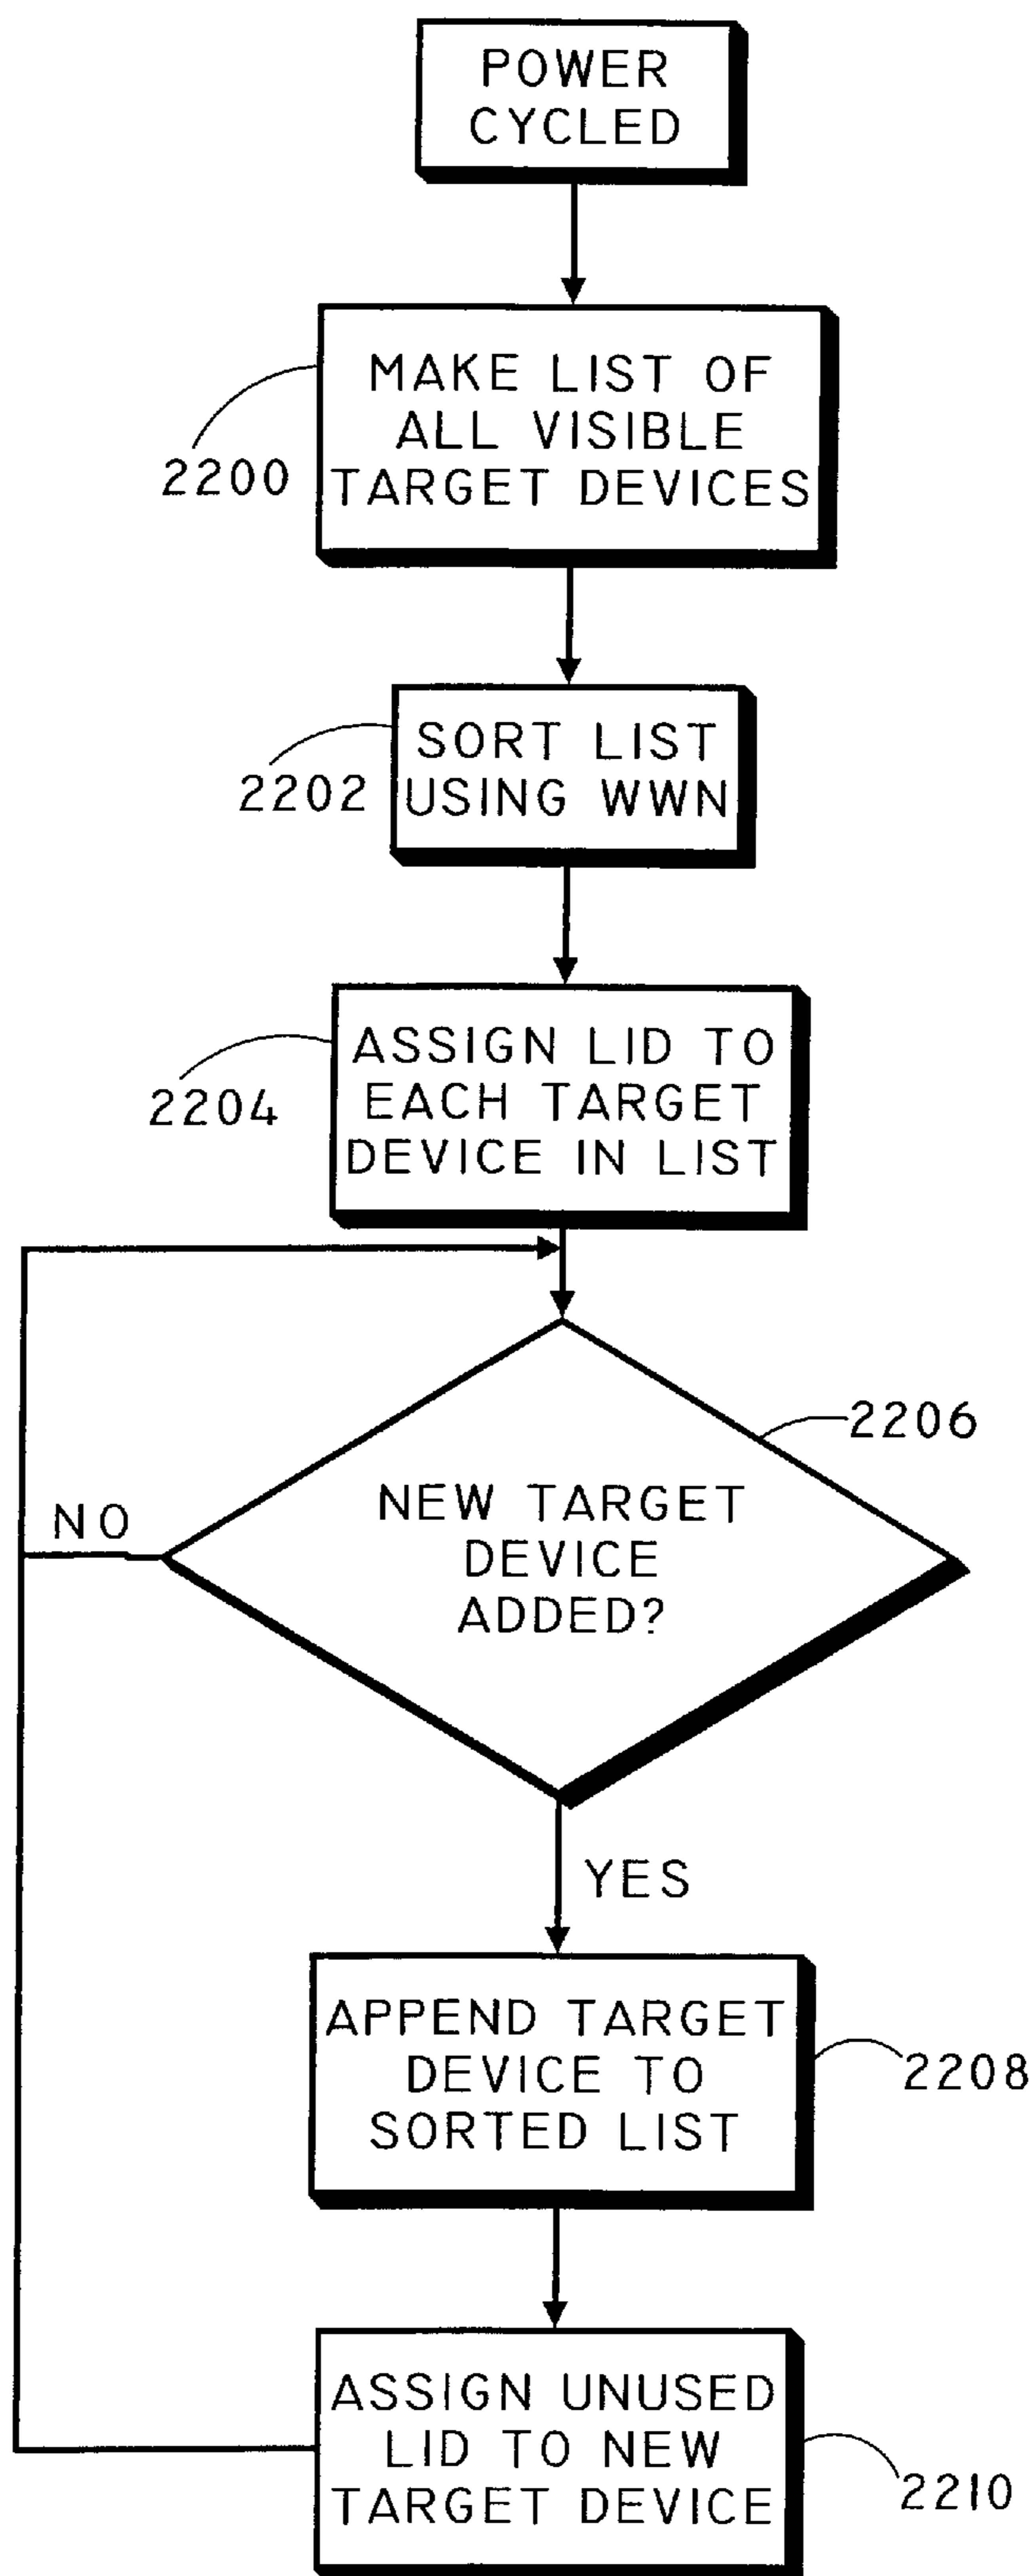 POWER
CYCLED
MAKE LIST OF
ALL VISIBLE
TARGET DEVICES
2200
SORT LIST
USING WWN
2202
ASSIGN LID TO
EACH TARGET
DEVICE IN LIST
2204
2206
NEW TARGET
DEVICE
ADDED?
NO
YES
APPEND TARGET
DEVICE TO
SORTED LIST
2208
ASSIGN UNUSED
LID TO NEW
TARGET DEVICE
2210